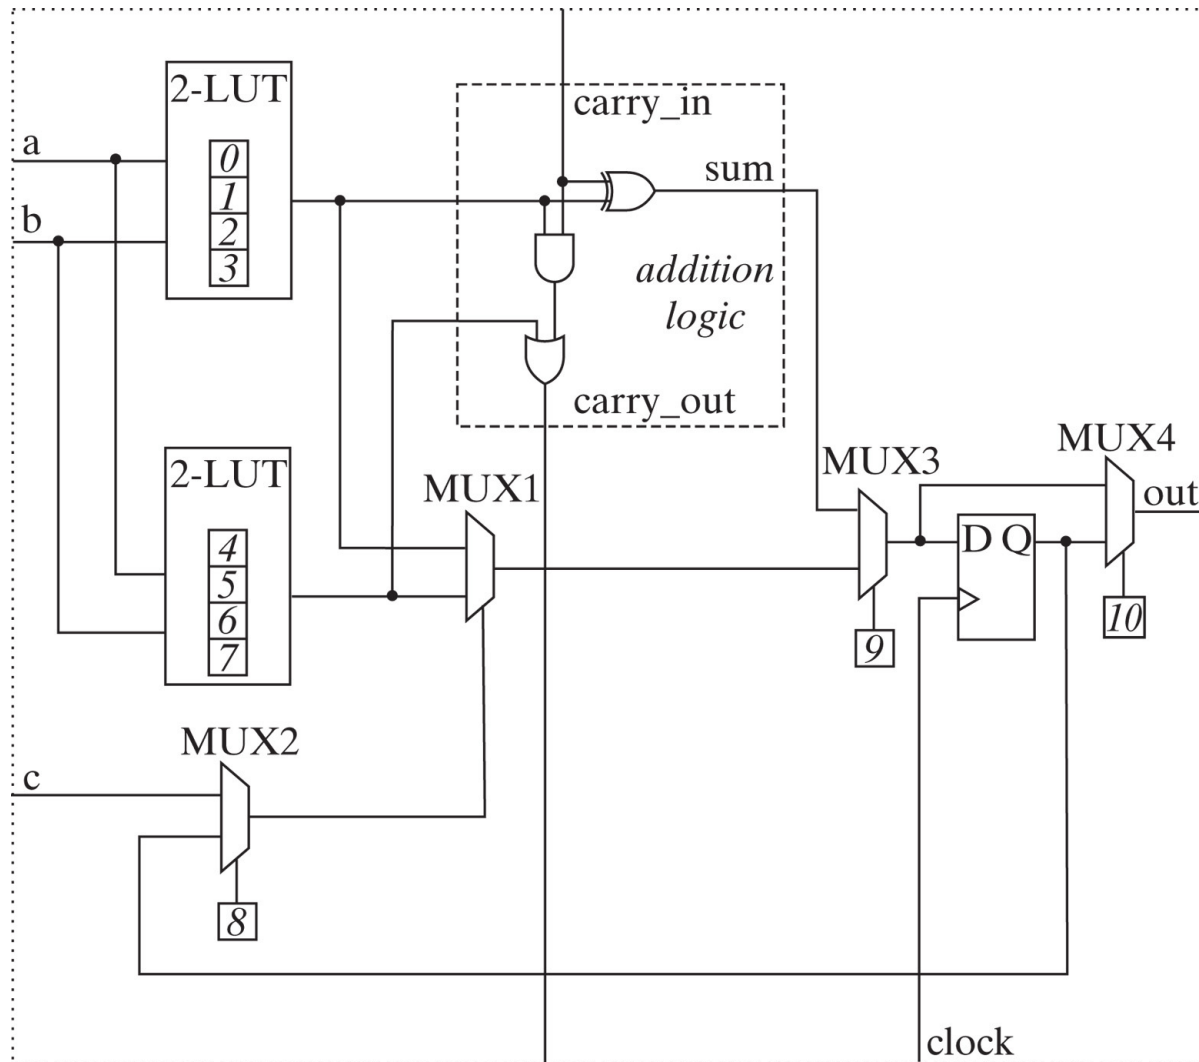 2-LUT
carry_in
a
0
sum
1
b
2
3
addition
logic
carry_out
MUX4
2-LUT
MUX3
MUX1
out
4
D Q
5
6
10
9
7
MUX2
c
8
clock